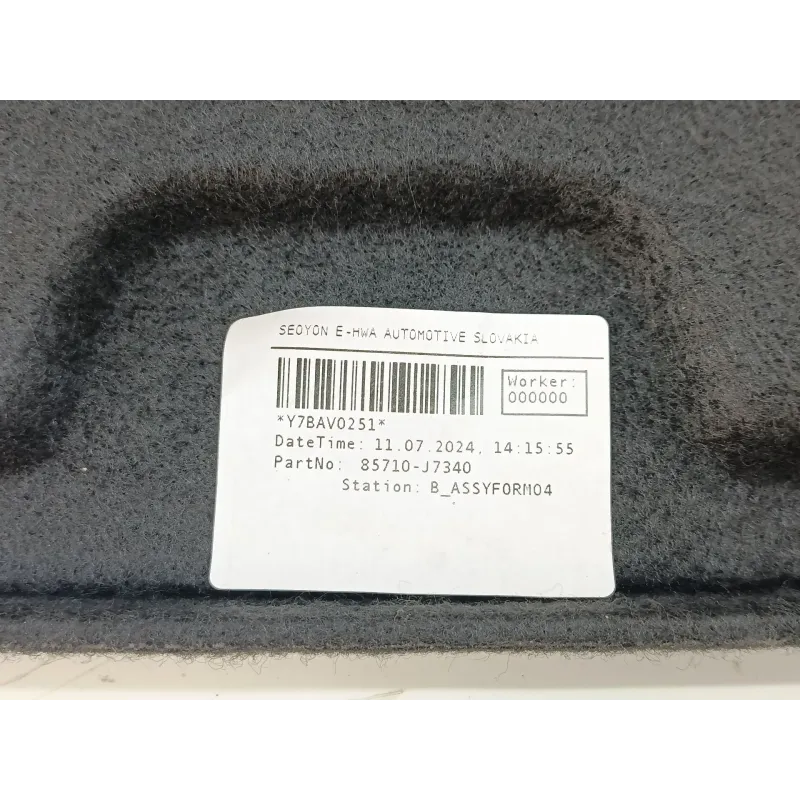 SEOYON E-HWA AUTOMOTIVE SLOVAKIA
Worker:
000000
*Y7BAV0251*
DateTime: 11.07.2024, 14:15:55
PartNo: 85710-J7340
Station: B_ASSYFORM04